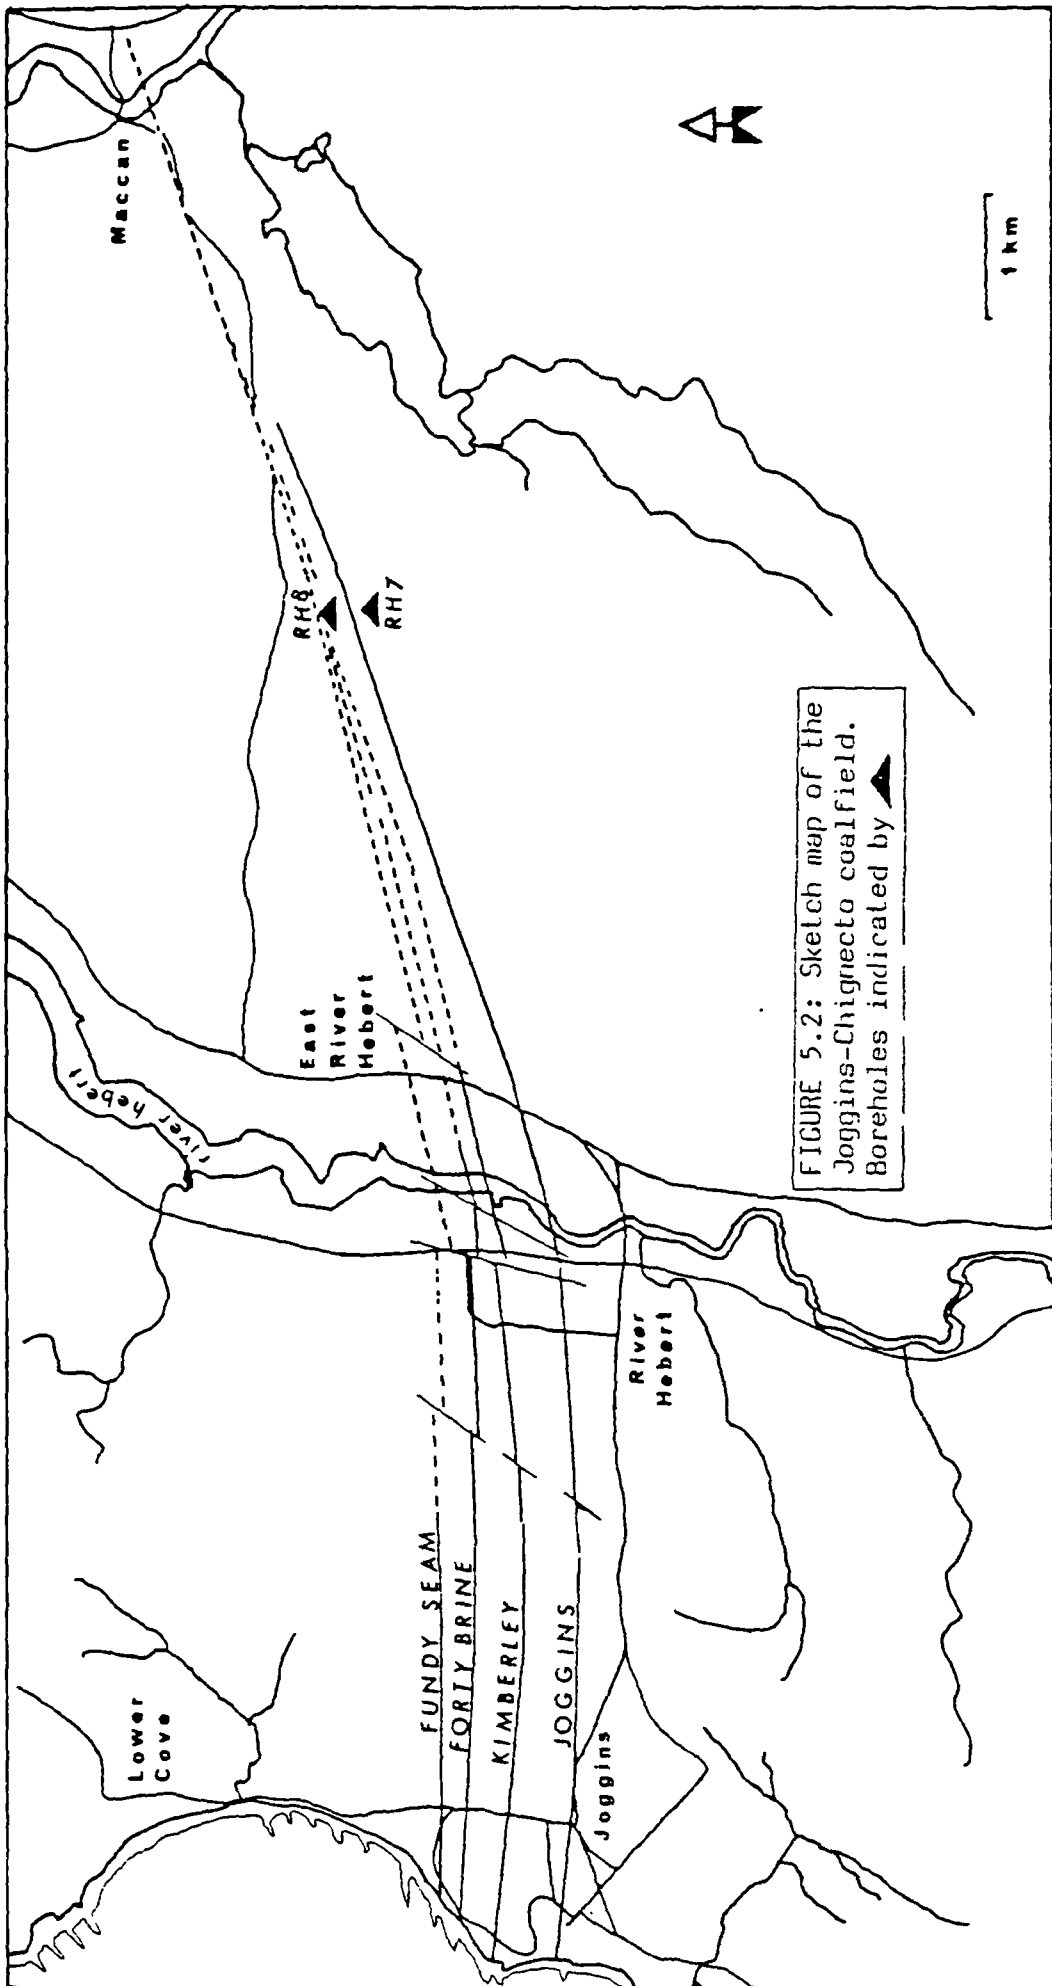 Maccan
1 km
RH8
RH7
East
River
Hebert
river hebert
FIGURE 5.2: Sketch map of the
Joggins-Chignecto coalfield.
Boreholes indicated by
River
Hebert
FUNDY SEAM
FORTY BRINE
KIMBERLEY
JOGGINS
Lower
Cove
Joggins